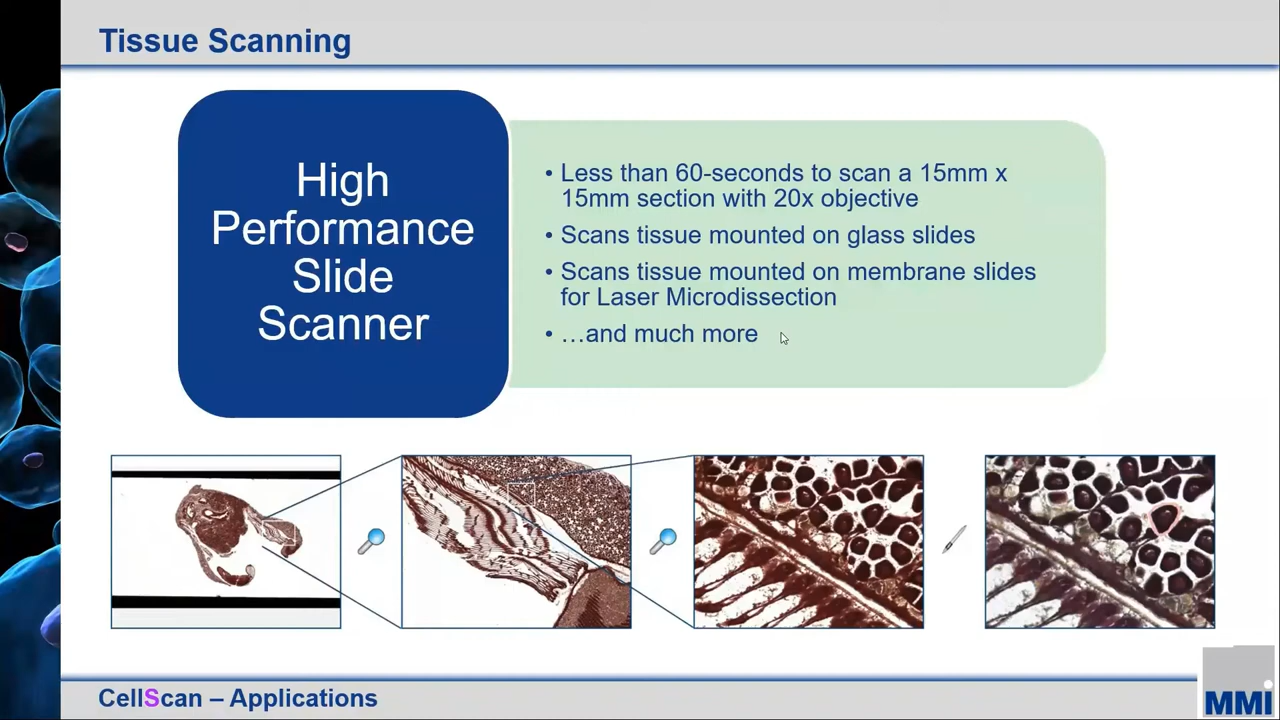 Tissue Scanning
High
Performance
Slide
Scanner
• Less than 60-seconds to scan a 15mm x
15mm section with 20x objective
• Scans tissue mounted on glass slides
• Scans tissue mounted on membrane slides
for Laser Microdissection
• …and much more
CellScan – Applications
MMi